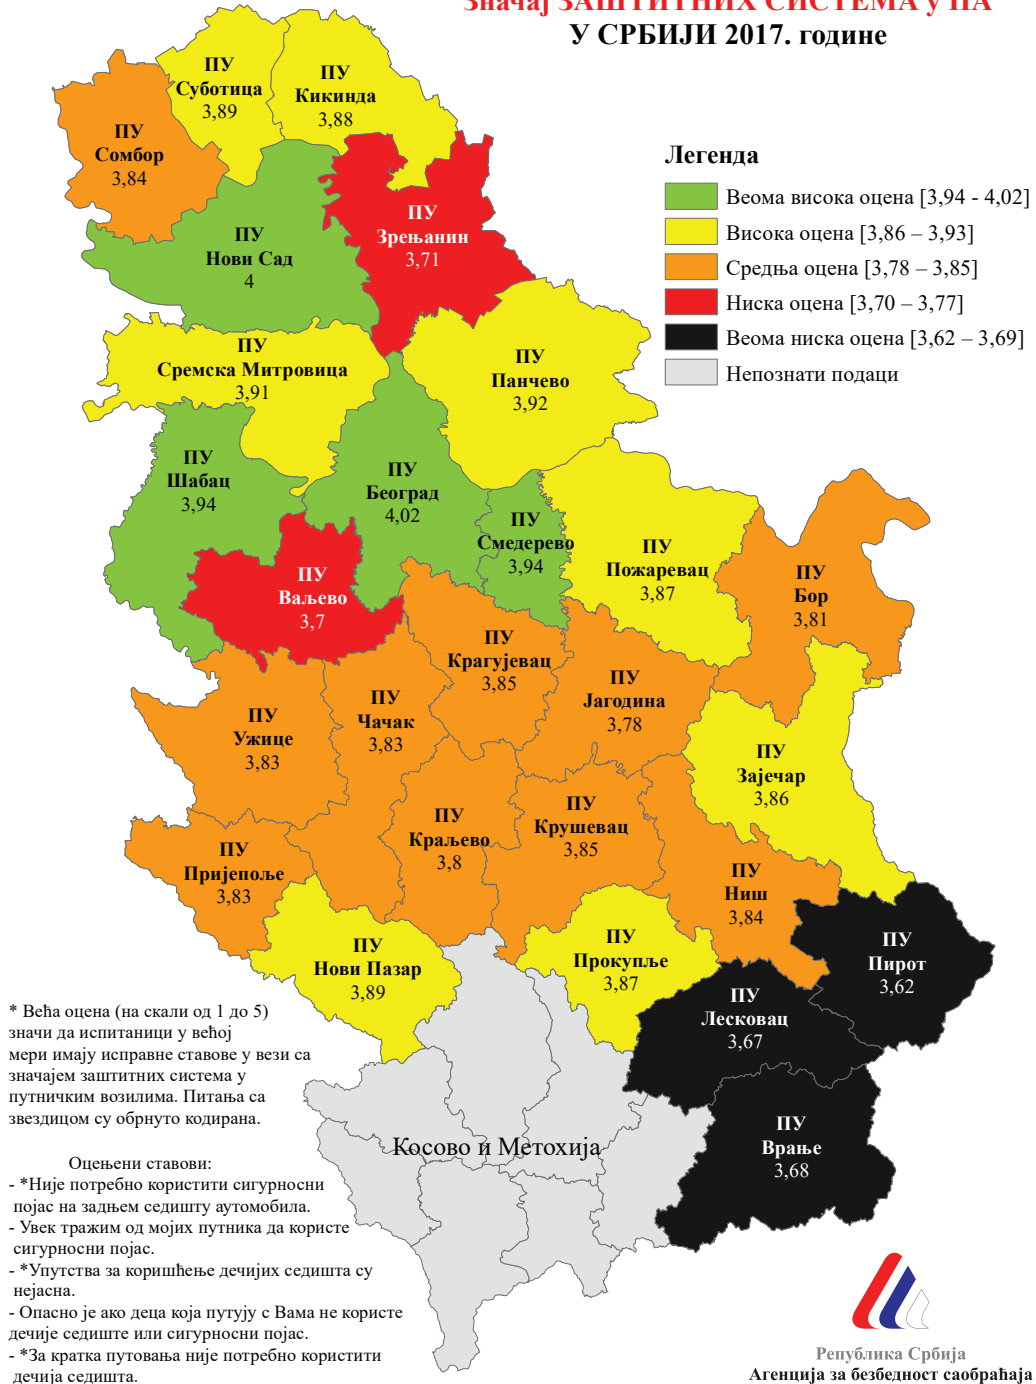 Значај ЗАШТИТНИХ СИСТЕМА у ПА
У СРБИЈИ 2017. године
ПУ
Суботица
3,89
ПУ
Кикинда
3,88
ПУ
Сомбор
3,84
Легенда
Веома висока оцена [3,94 - 4,02]
Висока оцена [3,86 – 3,93]
Средња оцена [3,78 – 3,85]
Ниска оцена [3,70 – 3,77]
Веома ниска оцена [3,62 – 3,69]
Непознати подаци
ПУ
Зрењанин
3,71
ПУ
Нови Сад
4
ПУ
Сремска Митровица
3,91
ПУ
Панчево
3,92
ПУ
Шабац
3,94
ПУ
Београд
4,02
ПУ
Смедерево
3,94
ПУ
Пожаревац
3,87
ПУ
Бор
3,81
ПУ
Ваљево
3,7
ПУ
Крагујевац
3,85
ПУ
Јагодина
3,78
ПУ
Чачак
3,83
ПУ
Ужице
3,83
ПУ
Зајечар
3,86
ПУ
Краљево
3,8
ПУ
Крушевац
3,85
ПУ
Пријепоље
3,83
ПУ
Ниш
3,84
ПУ
Нови Пазар
3,89
ПУ
Прокупље
3,87
ПУ
Пирот
3,62
ПУ
Лесковац
3,67
ПУ
Врање
3,68
Косово и Метохија
* Већа оцена (на скали од 1 до 5)
значи да испитаници у већој
мери имају исправне ставове у вези са
значајем заштитних система у
путничким возилима. Питања са
звездицом су обрнуто кодирана.
Оцењени ставови:
- *Није потребно користити сигурносни
појас на задњем седишту аутомобила.
- Увек тражим од мојих путника да користе
сигурносни појас.
- *Упутства за коришћење дечијих седишта су
нејасна.
- Опасно је ако деца која путују с Вама не користе
дечије седиште или сигурносни појас.
- *За кратка путовања није потребно користити
дечија седишта.
Република Србија
Агенција за безбедност саобраћаја